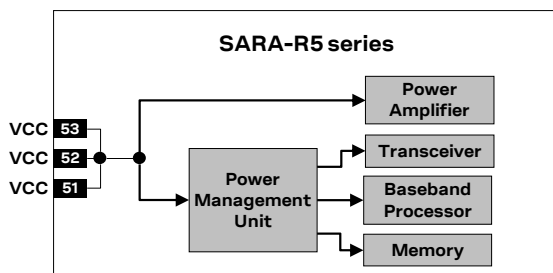 SARA-R5 series
Power
Amplifier
VCC 53
VCC 52
VCC 51
Transceiver
Power
Management
Unit
Baseband
Processor
Memory